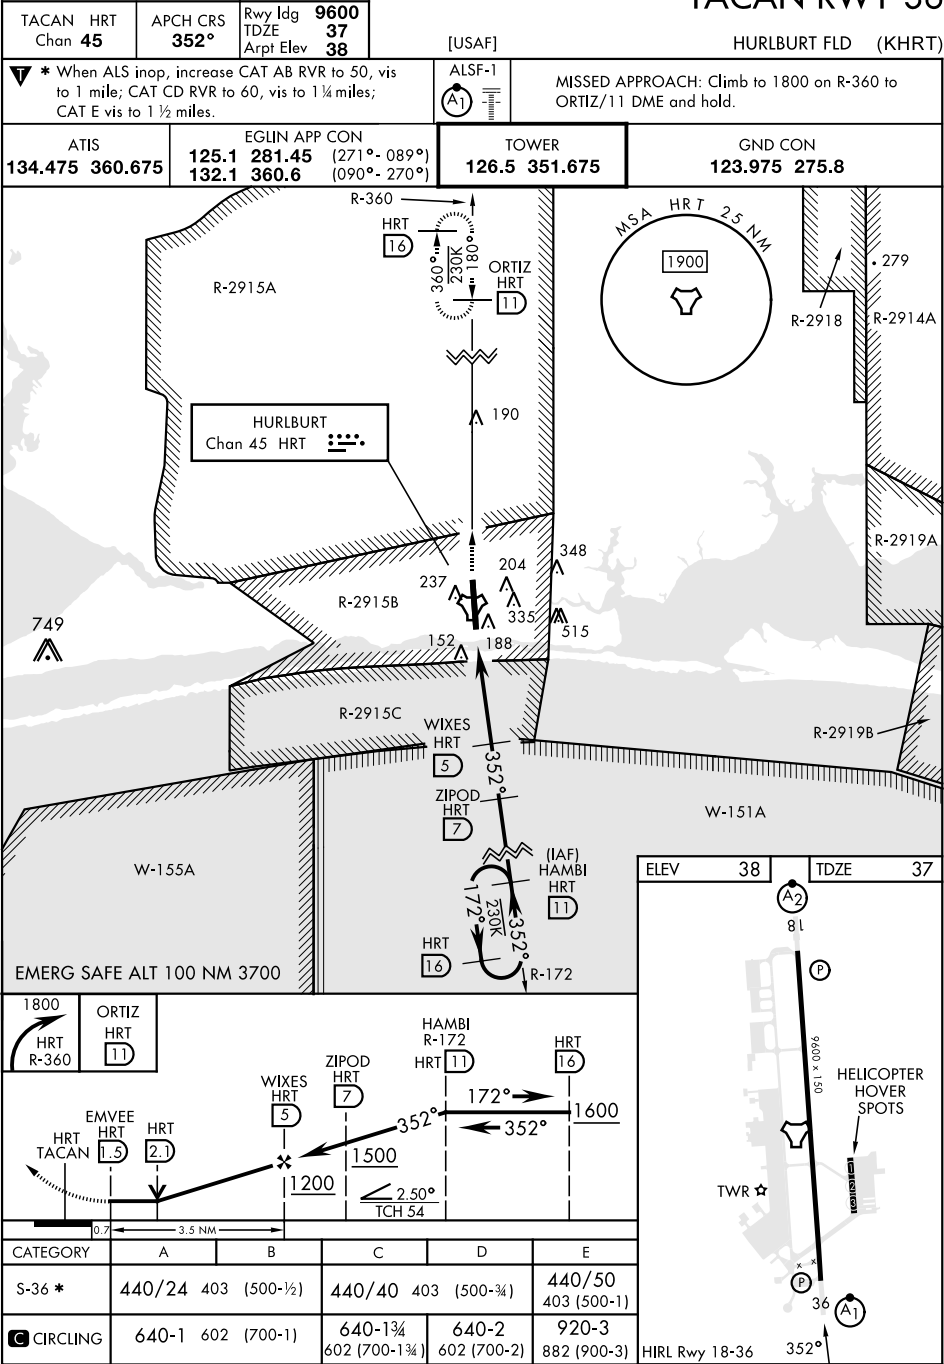 TACAN RWY 36
TACAN HRT
Chan 45
APCH CRS
352°
Rwy ldg 9600
TDZE 37
Arpt Elev 38
[USAF]
HURLBURT FLD (KHRT)
T * When ALS inop, increase CAT AB RVR to 50, vis
to 1 mile; CAT CD RVR to 60, vis to 1¼ miles;
CAT E vis to 1 ½ miles.
ALSF-1
A1
MISSED APPROACH: Climb to 1800 on R-360 to
ORTIZ/11 DME and hold.
ATIS
134.475 360.675
EGLIN APP CON
125.1 281.45 (271°- 089°)
132.1 360.6 (090°- 270°)
TOWER
126.5 351.675
GND CON
123.975 275.8
R-360
HRT
16
360°
230K
180°
ORTIZ
HRT
11
R-2915A
MSA HRT 25 NM
1900
279
R-2918
R-2914A
190
HURLBURT
Chan 45 HRT
R-2919A
348
204
237
R-2915B
335
515
749
152
188
R-2915C
WIXES
HRT
5
352°
R-2919B
ZIPOD
HRT
7
W-151A
(IAF)
HAMBI
HRT
11
W-155A
172°
230K
352°
HRT
16
R-172
EMERG SAFE ALT 100 NM 3700
ELEV 38
TDZE 37
A2
18
P
9600 x 150
HELICOPTER
HOVER
SPOTS
1 2 3
TWR
x x
P
36
A1
HIRL Rwy 18-36
352°
1800
HRT
R-360
ORTIZ
HRT
11
HAMBI
R-172
HRT 11
HRT
16
ZIPOD
HRT
7
WIXES
HRT
5
172°
352°
352°
1600
EMVEE
HRT
1.5
HRT
2.1
HRT
TACAN
1500
1200
2.50°
TCH 54
0.7
3.5 NM
CATEGORY A B C D E
S-36 * 440/24 403 (500-½) 440/40 403 (500-¾) 440/50
403 (500-1)
C CIRCLING 640-1 602 (700-1) 640-1¾
602 (700-1¾) 640-2
602 (700-2) 920-3
882 (900-3)